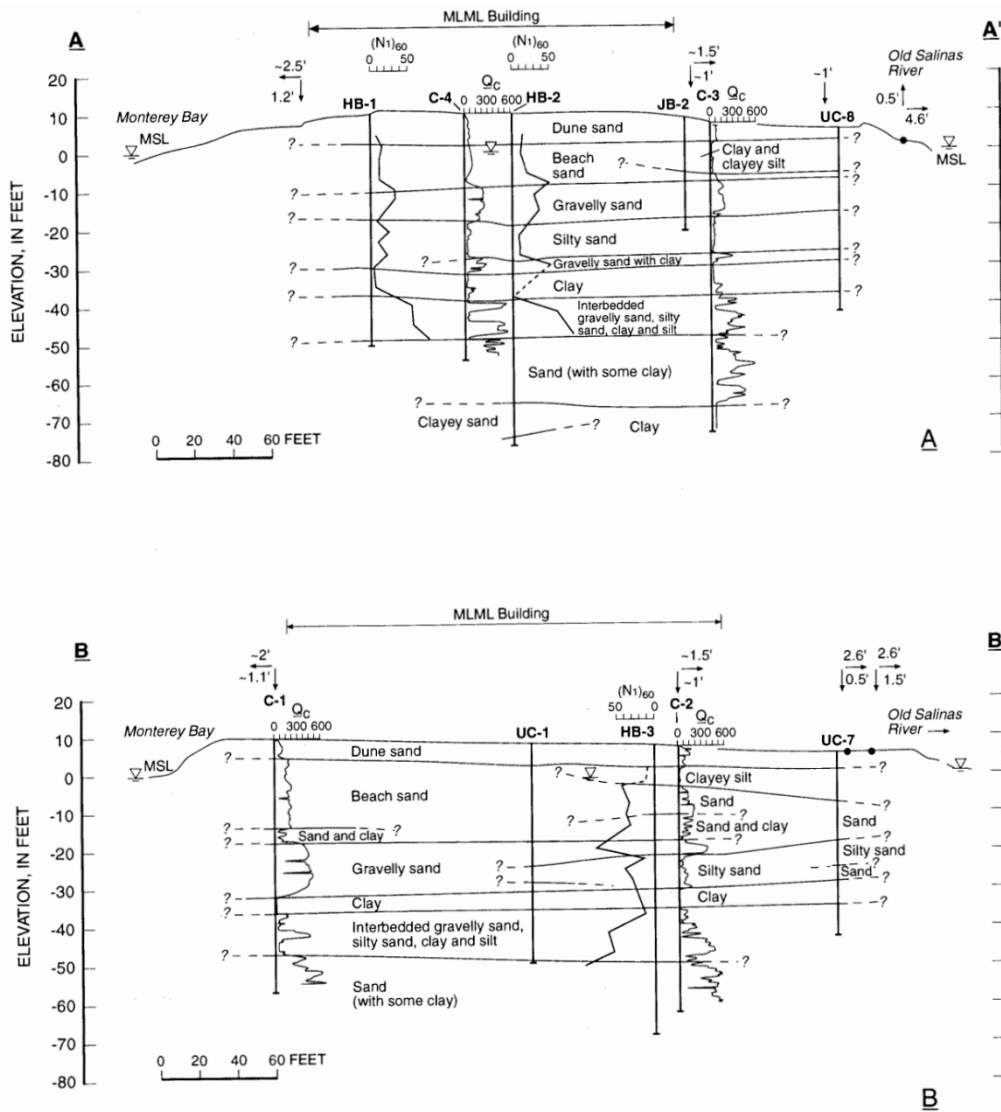 MLML Building
A
A'
(N1)60
0 50
(N1)60
0 50
~2.5'
1.2'
~1.5'
~1'
~1'
Old Salinas
River
0.5'
4.6'
HB-1
C-4
QC
0 300 600
HB-2
JB-2
C-3
QC
0 300 600
UC-8
Monterey Bay
MSL
MSL
ELEVATION, IN FEET
20
10
0
-10
-20
-30
-40
-50
-60
-70
-80
Dune sand
Beach
sand
?
Clay and
clayey silt
?
?
?
Gravelly sand
?
?
Silty sand
?
?
?
Gravelly sand with clay
?
?
Clay
?
?
Interbedded
gravelly sand, silty
sand, clay and silt
?
?
Sand (with some clay)
?
?
Clayey sand
?
Clay
0 20 40 60 FEET
A
MLML Building
B
B
~2'
~1.1'
~1.5'
~1'
2.6'
0.5'
2.6'
1.5'
C-1
QC
0 300 600
(N1)60
50 0
C-2
QC
0 300 600
UC-1
HB-3
UC-7
Old Salinas
River
Monterey Bay
MSL
ELEVATION, IN FEET
20
10
0
-10
-20
-30
-40
-50
-60
-70
-80
?
Dune sand
?
?
Clayey silt
Beach sand
Sand
?
?
?
?
?
Sand and clay
Sand
Sand and clay
?
?
?
?
Silty sand
Gravelly sand
?
Silty sand
?
Sand
?
?
?
Clay
Clay
?
?
Interbedded gravelly sand,
silty sand, clay and silt
?
?
Sand
(with some clay)
0 20 40 60 FEET
B